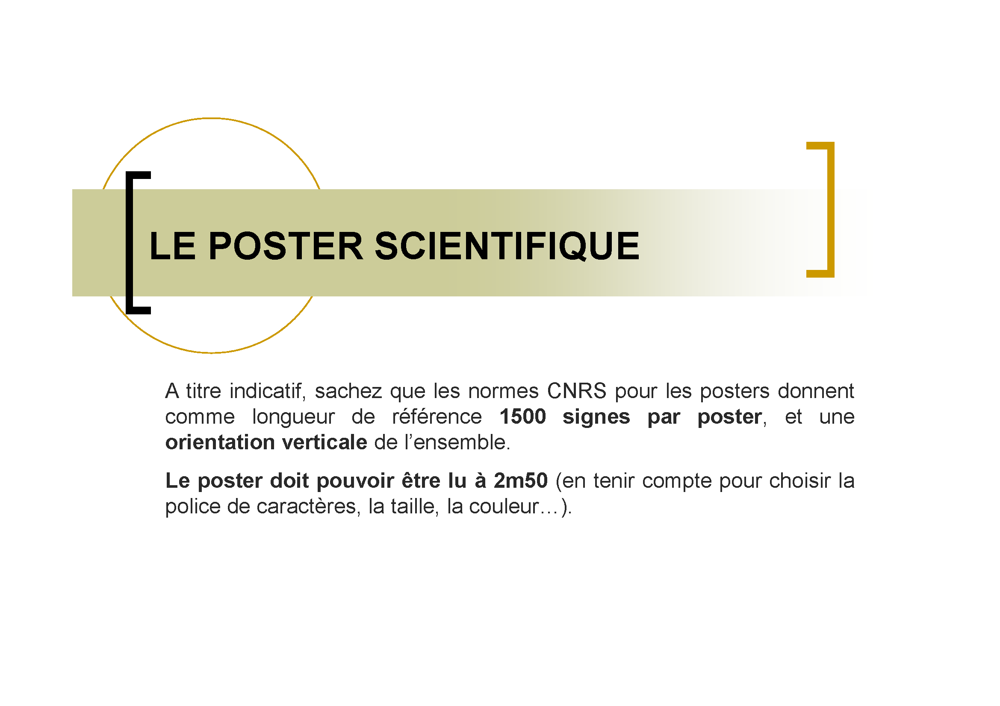 LE POSTER SCIENTIFIQUE
A titre indicatif, sachez que les normes CNRS pour les posters donnent
comme longueur de référence 1500 signes par poster, et une
orientation verticale de l’ensemble.
Le poster doit pouvoir être lu à 2m50 (en tenir compte pour choisir la
police de caractères, la taille, la couleur…).